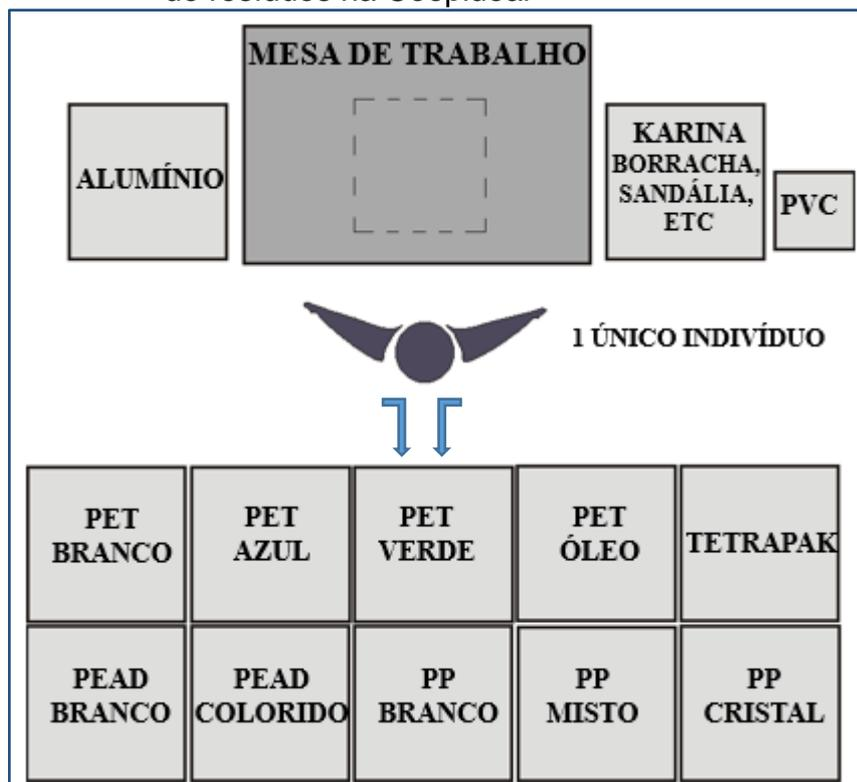 MESA DE TRABALHO
ALUMÍNIO
KARINA
BORRACHA,
SANDÁLIA,
ETC
PVC
1 ÚNICO INDIVÍDUO
PET
BRANCO
PET
AZUL
PET
VERDE
PET
ÓLEO
TETRAPAK
PEAD
BRANCO
PEAD
COLORIDO
PP
BRANCO
PP
MISTO
PP
CRISTAL